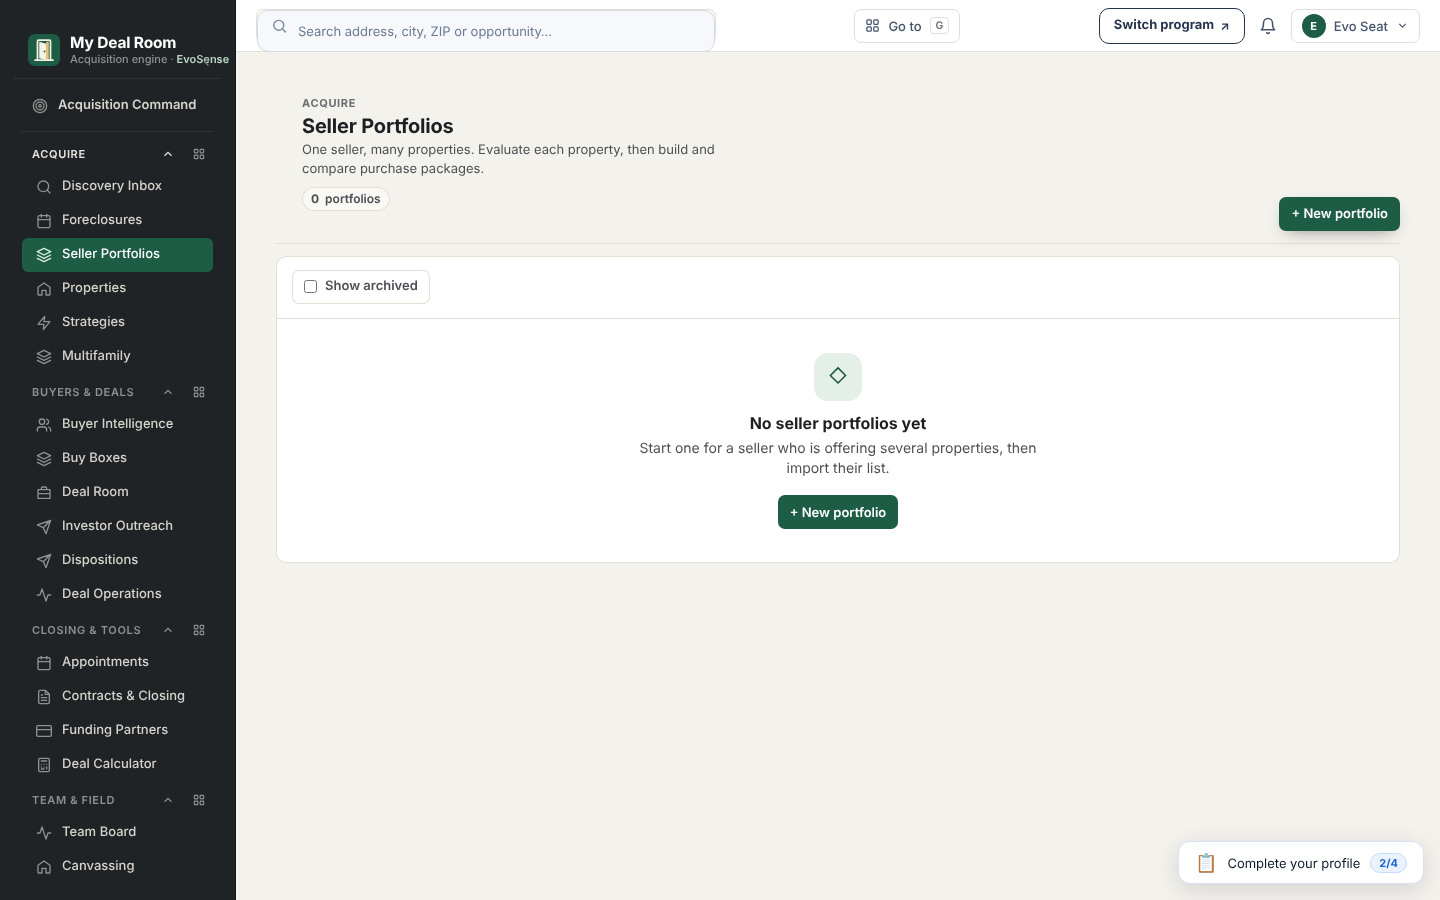 My Deal Room
Acquisition engine · EvoSense
Acquisition Command
ACQUIRE
Discovery Inbox
Foreclosures
Seller Portfolios
Properties
Strategies
Multifamily
BUYERS & DEALS
Buyer Intelligence
Buy Boxes
Deal Room
Investor Outreach
Dispositions
Deal Operations
CLOSING & TOOLS
Appointments
Contracts & Closing
Funding Partners
Deal Calculator
TEAM & FIELD
Team Board
Canvassing
Search address, city, ZIP or opportunity...
Go to G
Switch program
E Evo Seat
ACQUIRE
Seller Portfolios
One seller, many properties. Evaluate each property, then build and
compare purchase packages.
0 portfolios
+ New portfolio
Show archived
No seller portfolios yet
Start one for a seller who is offering several properties, then
import their list.
+ New portfolio
Complete your profile 2/4